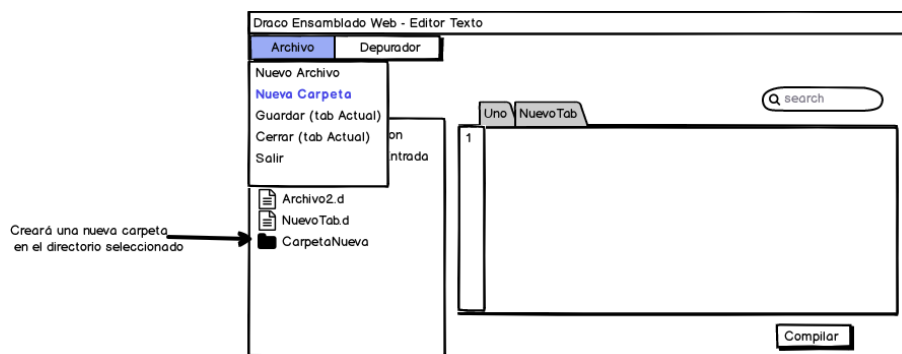 Draco Ensamblado Web - Editor Texto
Archivo
Depurador
Nuevo Archivo
Nueva Carpeta
Guardar (tab Actual)
Cerrar (tab Actual)
Salir
search
Uno
NuevoTab
on
ntrada
1
Archivo2.d
NuevoTab.d
CarpetaNueva
Creará una nueva carpeta
en el directorio seleccionado
Compilar